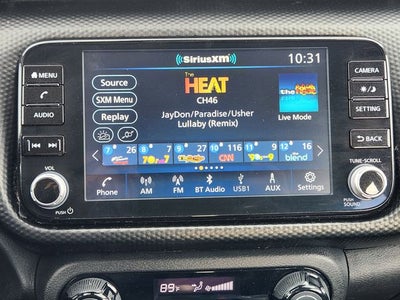 SiriusXM
10:31
MENU
CAMERA
Source
The HEAT
SXM Menu
CH46
AUDIO
SETTING
JayDon/Paradise/Usher
Replay
Lullaby (Remix)
Live Mode
BACK
7 26 8 7 9 27 10 116 11 9 12 16
CNN
blend
VOL
TUNE-SCROLL
Phone AM FM BT Audio USB1 AUX Settings
PUSH
PUSH SOUND
89°F